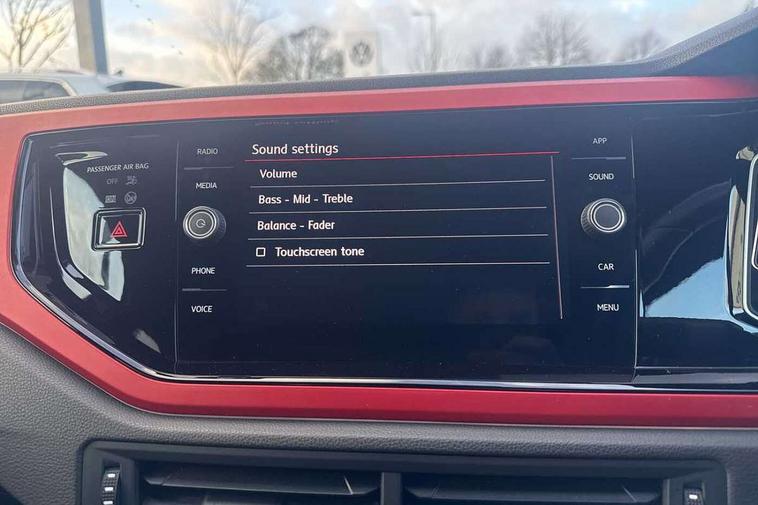 PASSENGER AIR BAG
OFF
ON
RADIO
MEDIA
PHONE
VOICE
Sound settings
Volume
Bass - Mid - Treble
Balance - Fader
Touchscreen tone
APP
SOUND
CAR
MENU